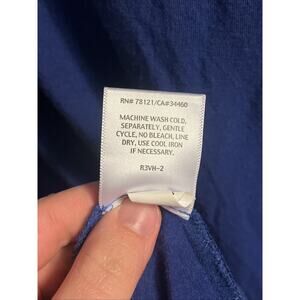 RN# 78121/CA#34460
MACHINE WASH COLD,
SEPARATELY, GENTLE
CYCLE, NO BLEACH, LINE
DRY, USE COOL IRON
IF NECESSARY.
R3VH-2